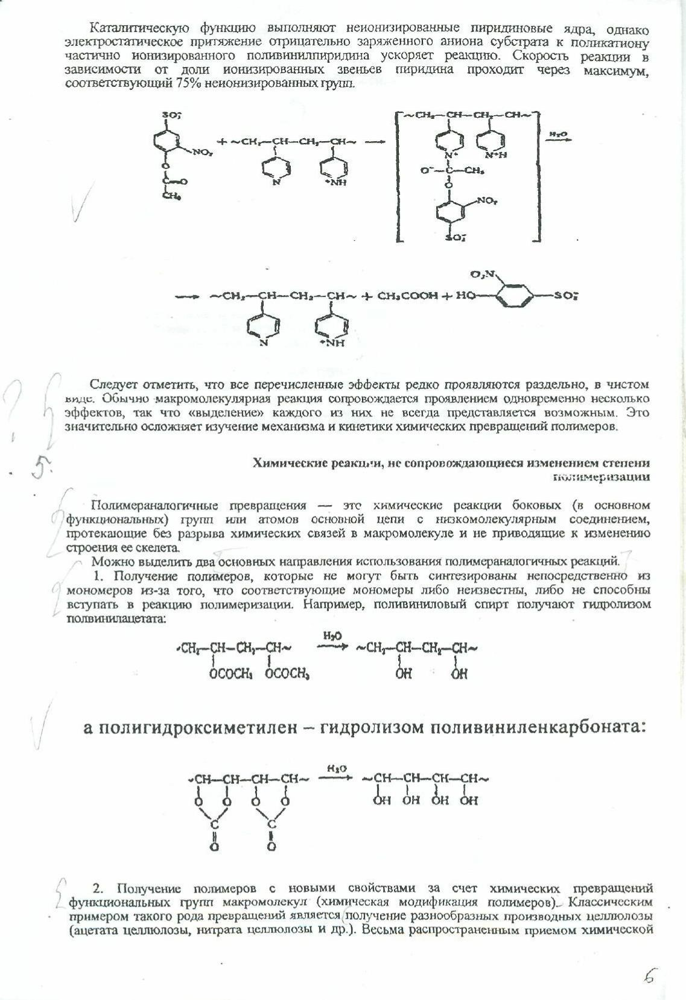 Каталитическую функцию выполняют неионизированные пиридиновые ядра, однако
электростатическое притяжение отрицательно заряженного аниона субстрата к поликатиону
частично ионизированного поливинилпиридина ускоряет реакцию. Скорость реакции в
зависимости от доли ионизированных звеньев пиридина проходит через максимум,
соответствующий 75% неионизированных групп.
SO₃⁻
NO₂
O
C=O
CH₃
+ ~CH₂—CH—CH₂—CH~ →
N
⁺NH
~CH₂—CH—CH₂—CH~
N⁺
N⁺H
O⁻—C—CH₃
O
NO₂
SO₃⁻
H₂O
→ ~CH₂—CH—CH₂—CH~ + CH₃COOH + HO— —SO₃⁻
O₂N
N
⁺NH
Следует отметить, что все перечисленные эффекты редко проявляются раздельно, в чистом
виде. Обычно макромолекулярная реакция сопровождается проявлением одновременно несколько
эффектов, так что «выделение» каждого из них не всегда представляется возможным. Это
значительно осложняет изучение механизма и кинетики химических превращений полимеров.
5.
Химические реакции, не сопровождающиеся изменением степени
полимеризации
Полимераналогичные превращения — это химические реакции боковых (в основном
функциональных) групп или атомов основной цепи с низкомолекулярным соединением,
протекающие без разрыва химических связей в макромолекуле и не приводящие к изменению
строения ее скелета.
Можно выделить два основных направления использования полимераналогичных реакций.
1. Получение полимеров, которые не могут быть синтезированы непосредственно из
мономеров из-за того, что соответствующие мономеры либо неизвестны, либо не способны
вступать в реакцию полимеризации. Например, поливиниловый спирт получают гидролизом
полвинилацетата:
H₂O
~CH₂—CH—CH₂—CH~ → ~CH₂—CH—CH₂—CH~
OCOCH₃ OCOCH₃ OH OH
а полигидроксиметилен – гидролизом поливиниленкарбоната:
H₂O
~CH—CH—CH—CH~ → ~CH—CH—CH—CH~
O O O O OH OH OH OH
C C
O O
2. Получение полимеров с новыми свойствами за счет химических превращений
функциональных групп макромолекул (химическая модификация полимеров). Классическим
примером такого рода превращений является получение разнообразных производных целлюлозы
(ацетата целлюлозы, нитрата целлюлозы и др.). Весьма распространенным приемом химической
6